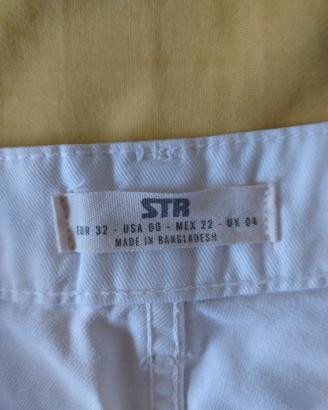 STR
EUR 32 - USA 00 - MEX 22 - UK 04
MADE IN BANGLADESH